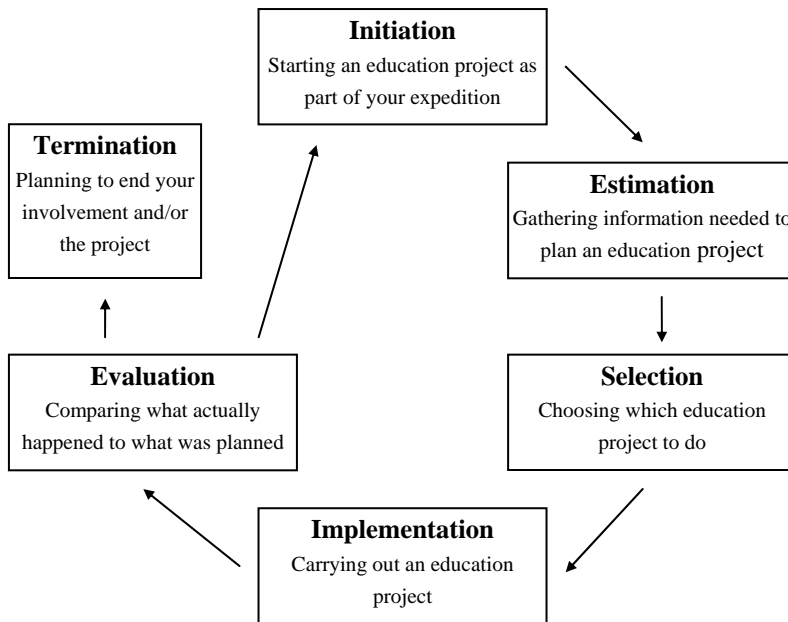 Initiation
Starting an education project as
part of your expedition
Termination
Planning to end your
involvement and/or
the project
Estimation
Gathering information needed to
plan an education project
Evaluation
Comparing what actually
happened to what was planned
Selection
Choosing which education
project to do
Implementation
Carrying out an education
project